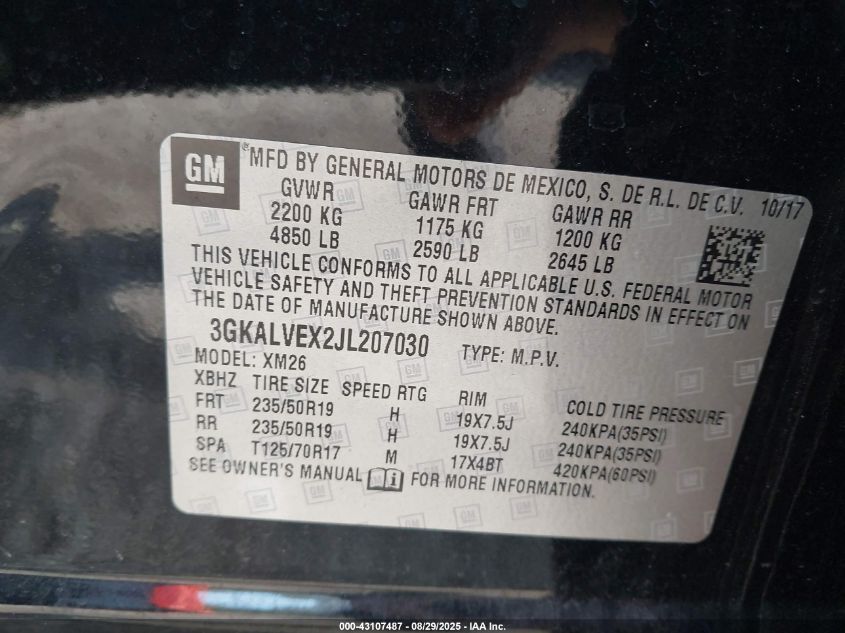 GM
® MFD BY GENERAL MOTORS DE MEXICO, S. DE R.L. DE C.V. 10/17
GVWR GAWR FRT GAWR RR
2200 KG 1175 KG 1200 KG
4850 LB 2590 LB 2645 LB
THIS VEHICLE CONFORMS TO ALL APPLICABLE U.S. FEDERAL MOTOR
VEHICLE SAFETY AND THEFT PREVENTION STANDARDS IN EFFECT ON
THE DATE OF MANUFACTURE SHOWN ABOVE.
3GKALVEX2JL207030 TYPE: M.P.V.
MODEL: XM26
XBHZ TIRE SIZE SPEED RTG RIM COLD TIRE PRESSURE
FRT 235/50R19 H 19X7.5J 240KPA(35PSI)
RR 235/50R19 H 19X7.5J 240KPA(35PSI)
SPA T125/70R17 M 17X4BT 420KPA(60PSI)
SEE OWNER'S MANUAL i FOR MORE INFORMATION.
000-43107487 - 08/29/2025 - IAA Inc.